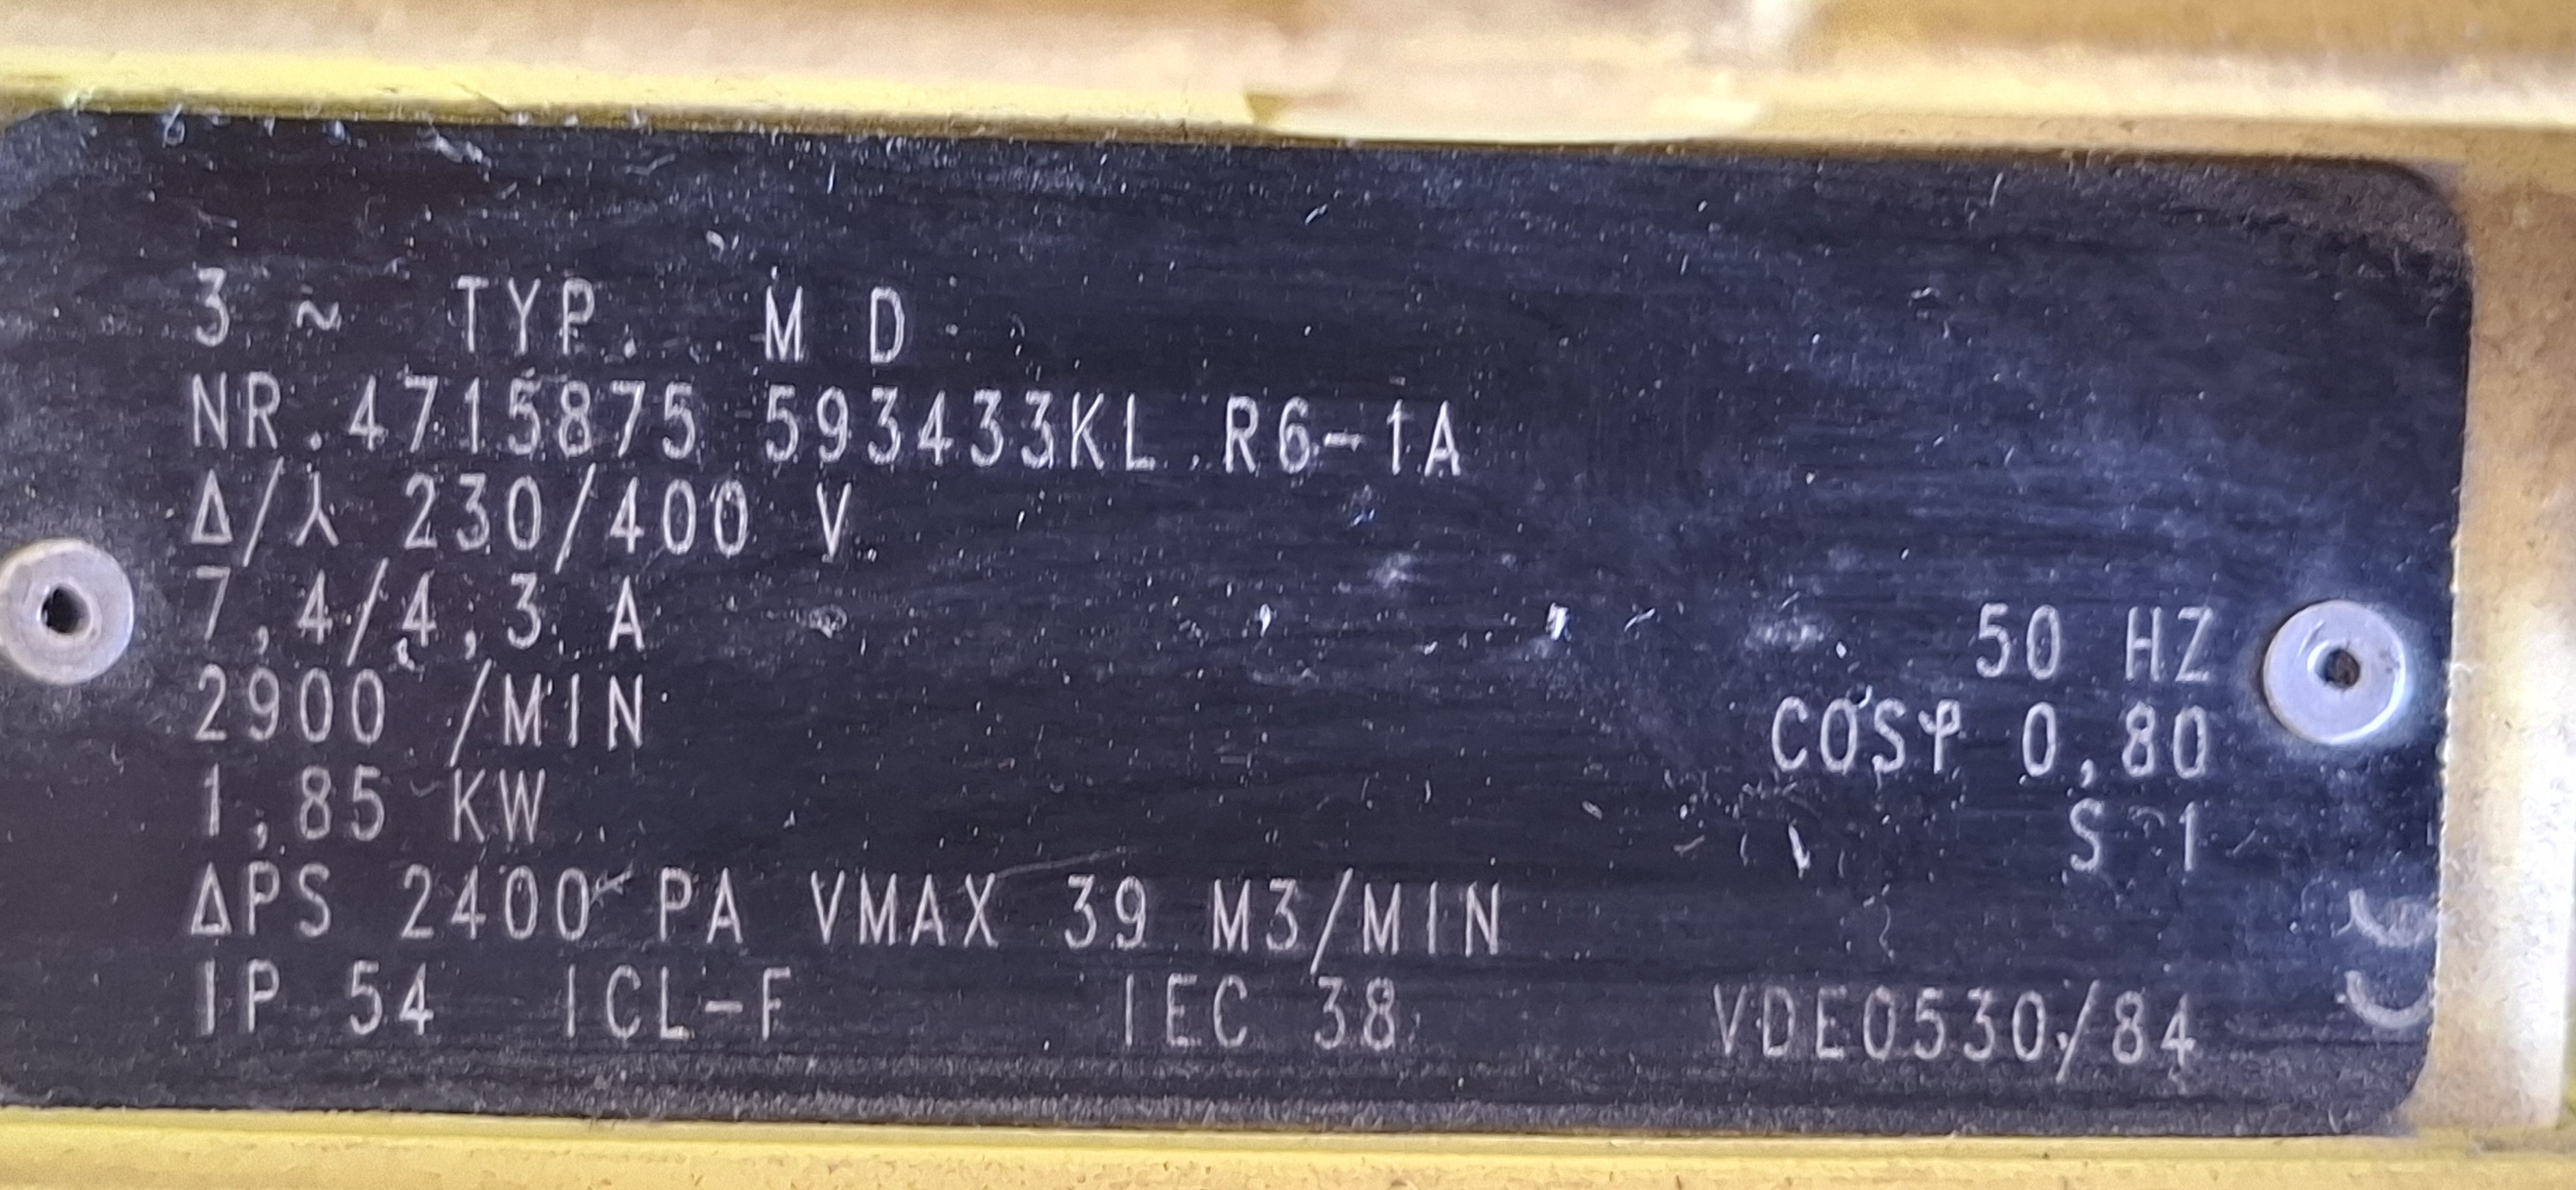 3 ~ TYP. M D
NR.4715875 593433KL R6-1A
Δ/⅄ 230/400 V
7,4/4,3 A 50 HZ
2900 /MIN COSφ 0,80
1,85 KW S 1
ΔPS 2400 PA VMAX 39 M3/MIN
IP 54 ICL-F IEC 38 VDE0530/84
CE